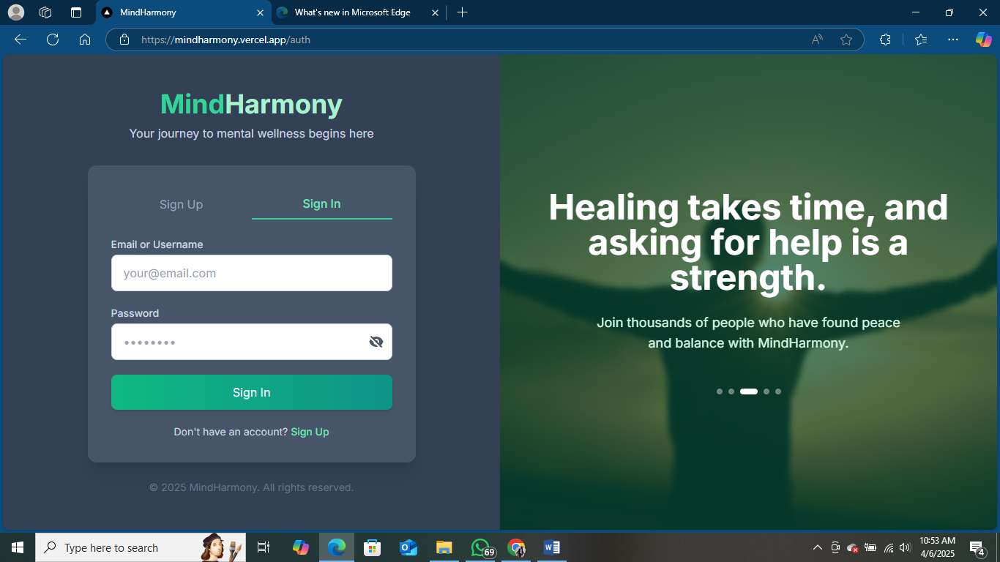 MindHarmony
What's new in Microsoft Edge
https://mindharmony.vercel.app/auth
MindHarmony
Your journey to mental wellness begins here
Sign Up
Sign In
Email or Username
your@email.com
Password
Sign In
Don't have an account? Sign Up
© 2025 MindHarmony. All rights reserved.
Healing takes time, and
asking for help is a
strength.
Join thousands of people who have found peace
and balance with MindHarmony.
Type here to search
69
10:53 AM
4/6/2025
4